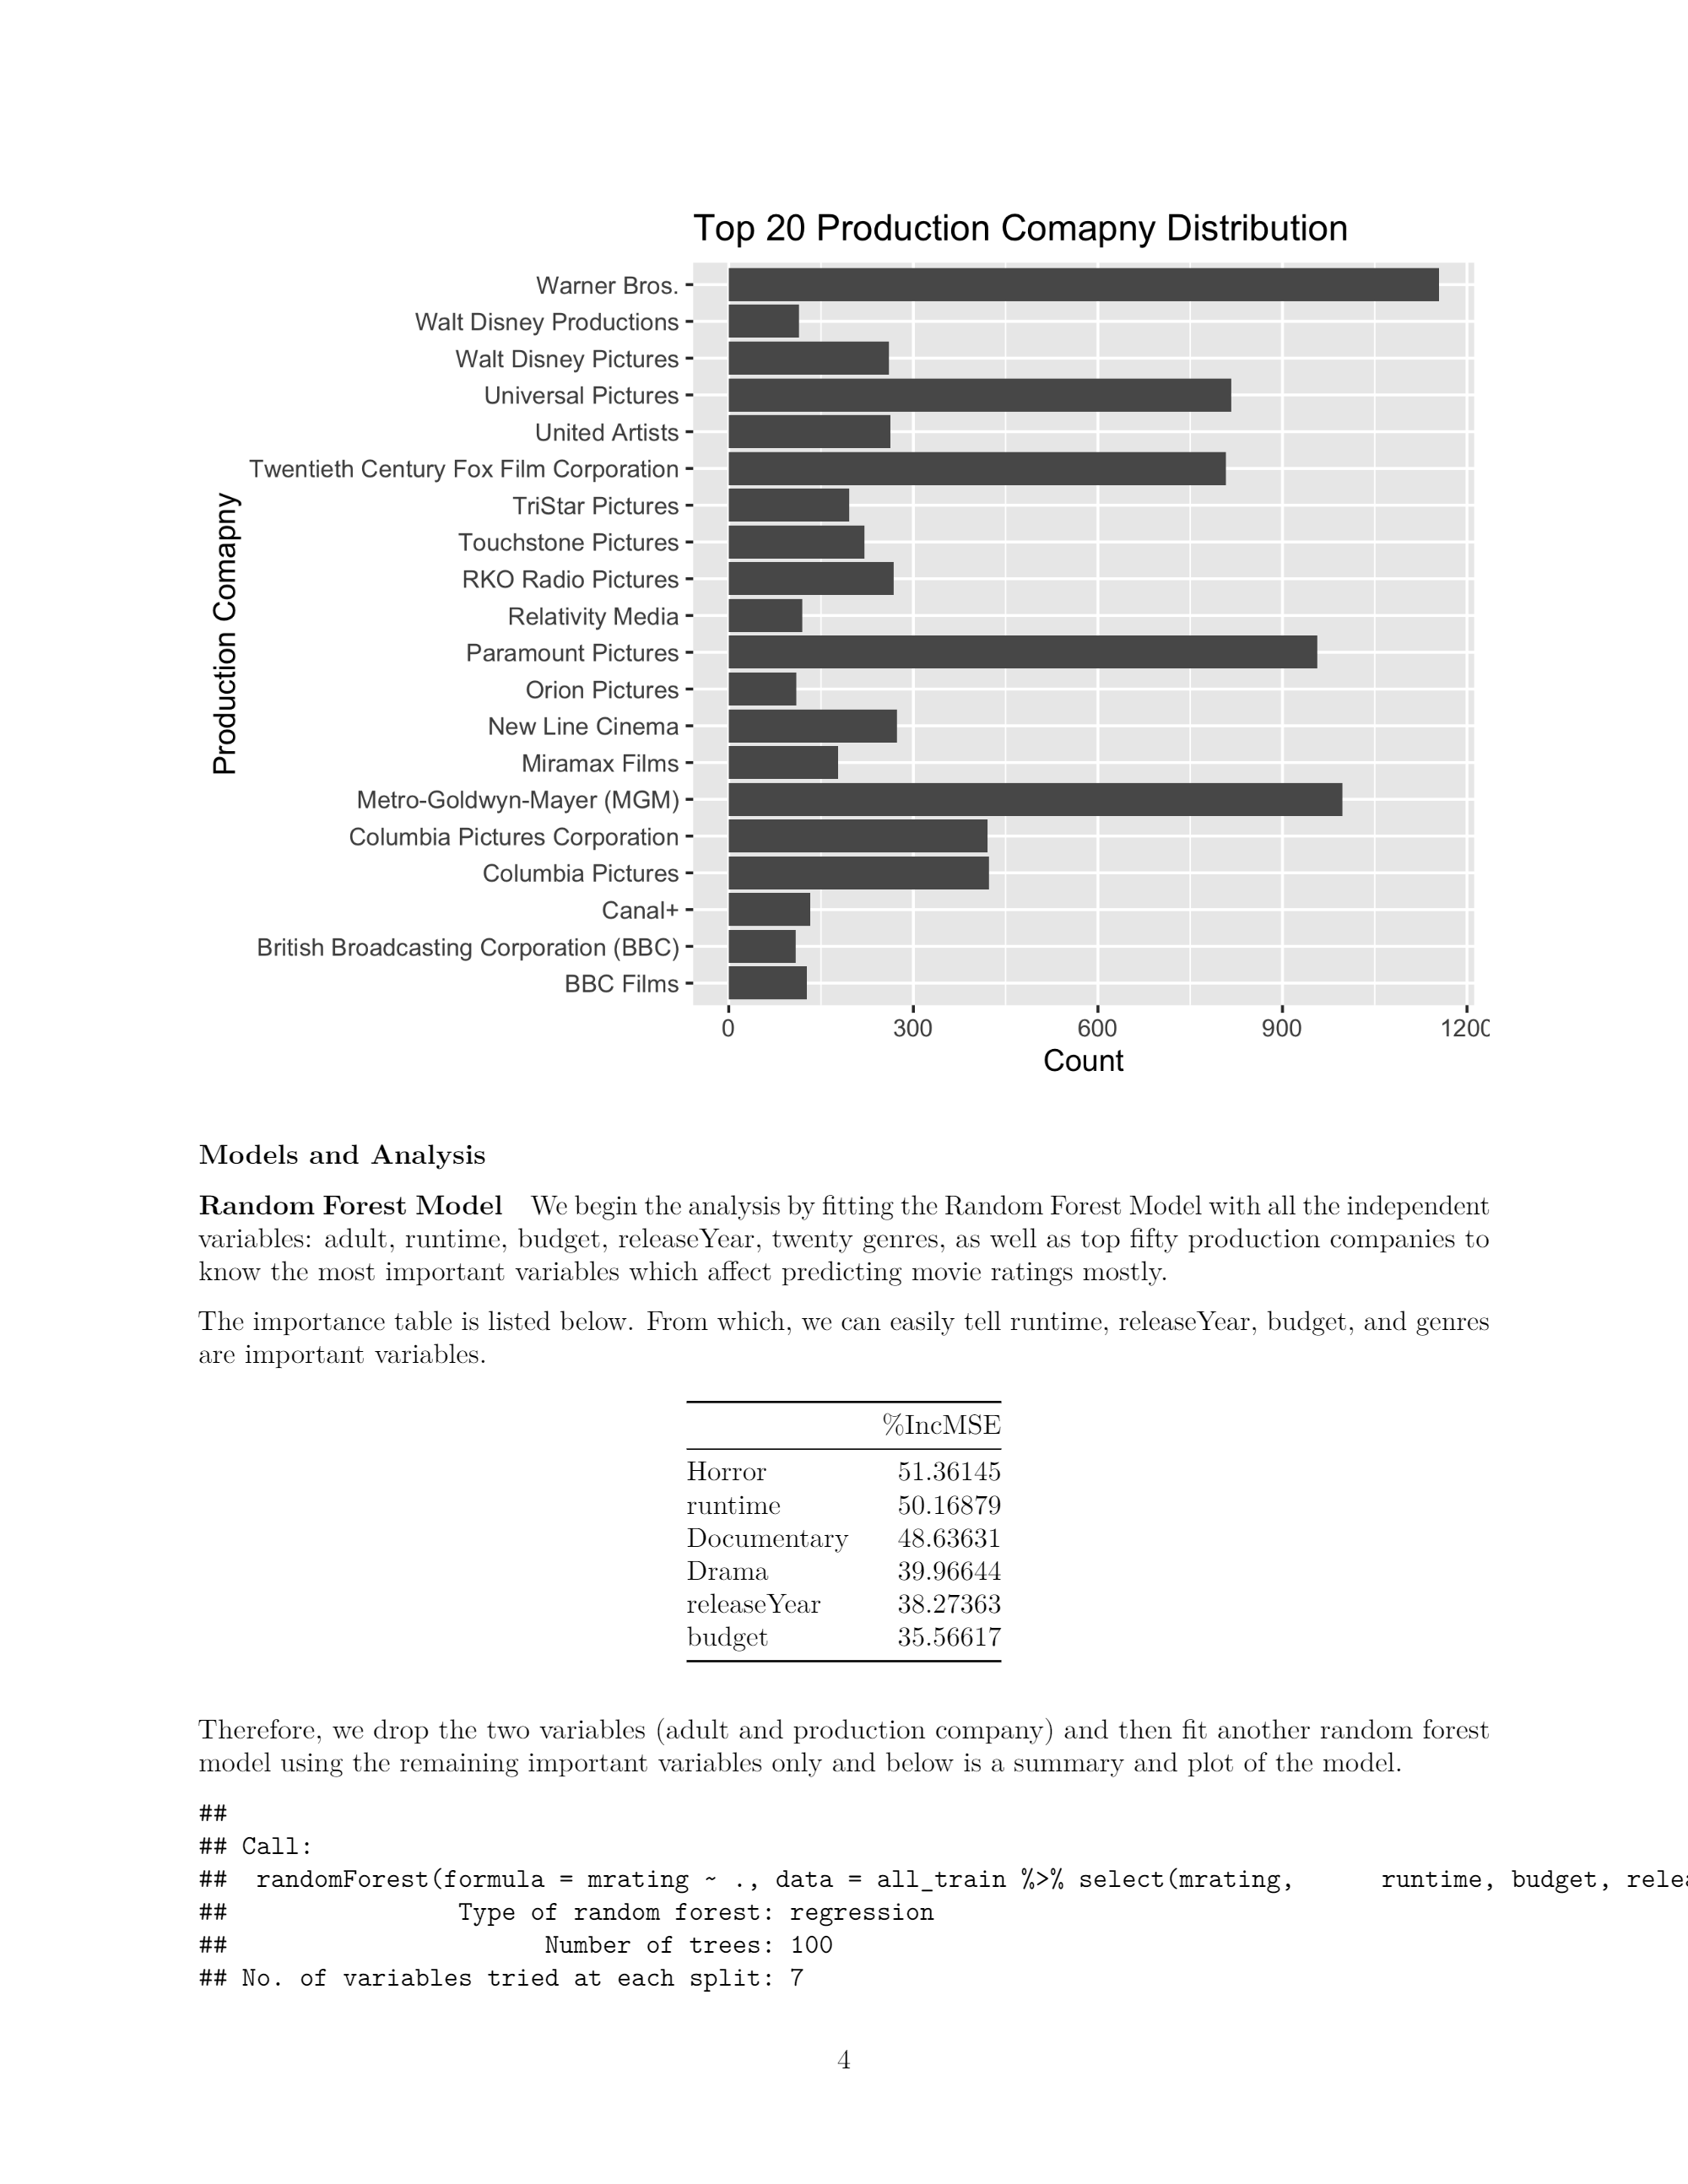 Top 20 Production Comapny Distribution
Production Comapny
Warner Bros.
Walt Disney Productions
Walt Disney Pictures
Universal Pictures
United Artists
Twentieth Century Fox Film Corporation
TriStar Pictures
Touchstone Pictures
RKO Radio Pictures
Relativity Media
Paramount Pictures
Orion Pictures
New Line Cinema
Miramax Films
Metro-Goldwyn-Mayer (MGM)
Columbia Pictures Corporation
Columbia Pictures
Canal+
British Broadcasting Corporation (BBC)
BBC Films
0 300 600 900 1200
Count
Models and Analysis
Random Forest Model We begin the analysis by fitting the Random Forest Model with all the independent
variables: adult, runtime, budget, releaseYear, twenty genres, as well as top fifty production companies to
know the most important variables which affect predicting movie ratings mostly.
The importance table is listed below. From which, we can easily tell runtime, releaseYear, budget, and genres
are important variables.
%IncMSE
Horror 51.36145
runtime 50.16879
Documentary 48.63631
Drama 39.96644
releaseYear 38.27363
budget 35.56617
Therefore, we drop the two variables (adult and production company) and then fit another random forest
model using the remaining important variables only and below is a summary and plot of the model.
##
## Call:
##  randomForest(formula = mrating ~ ., data = all_train %>% select(mrating,      runtime, budget, relea
##                Type of random forest: regression
##                      Number of trees: 100
## No. of variables tried at each split: 7
4